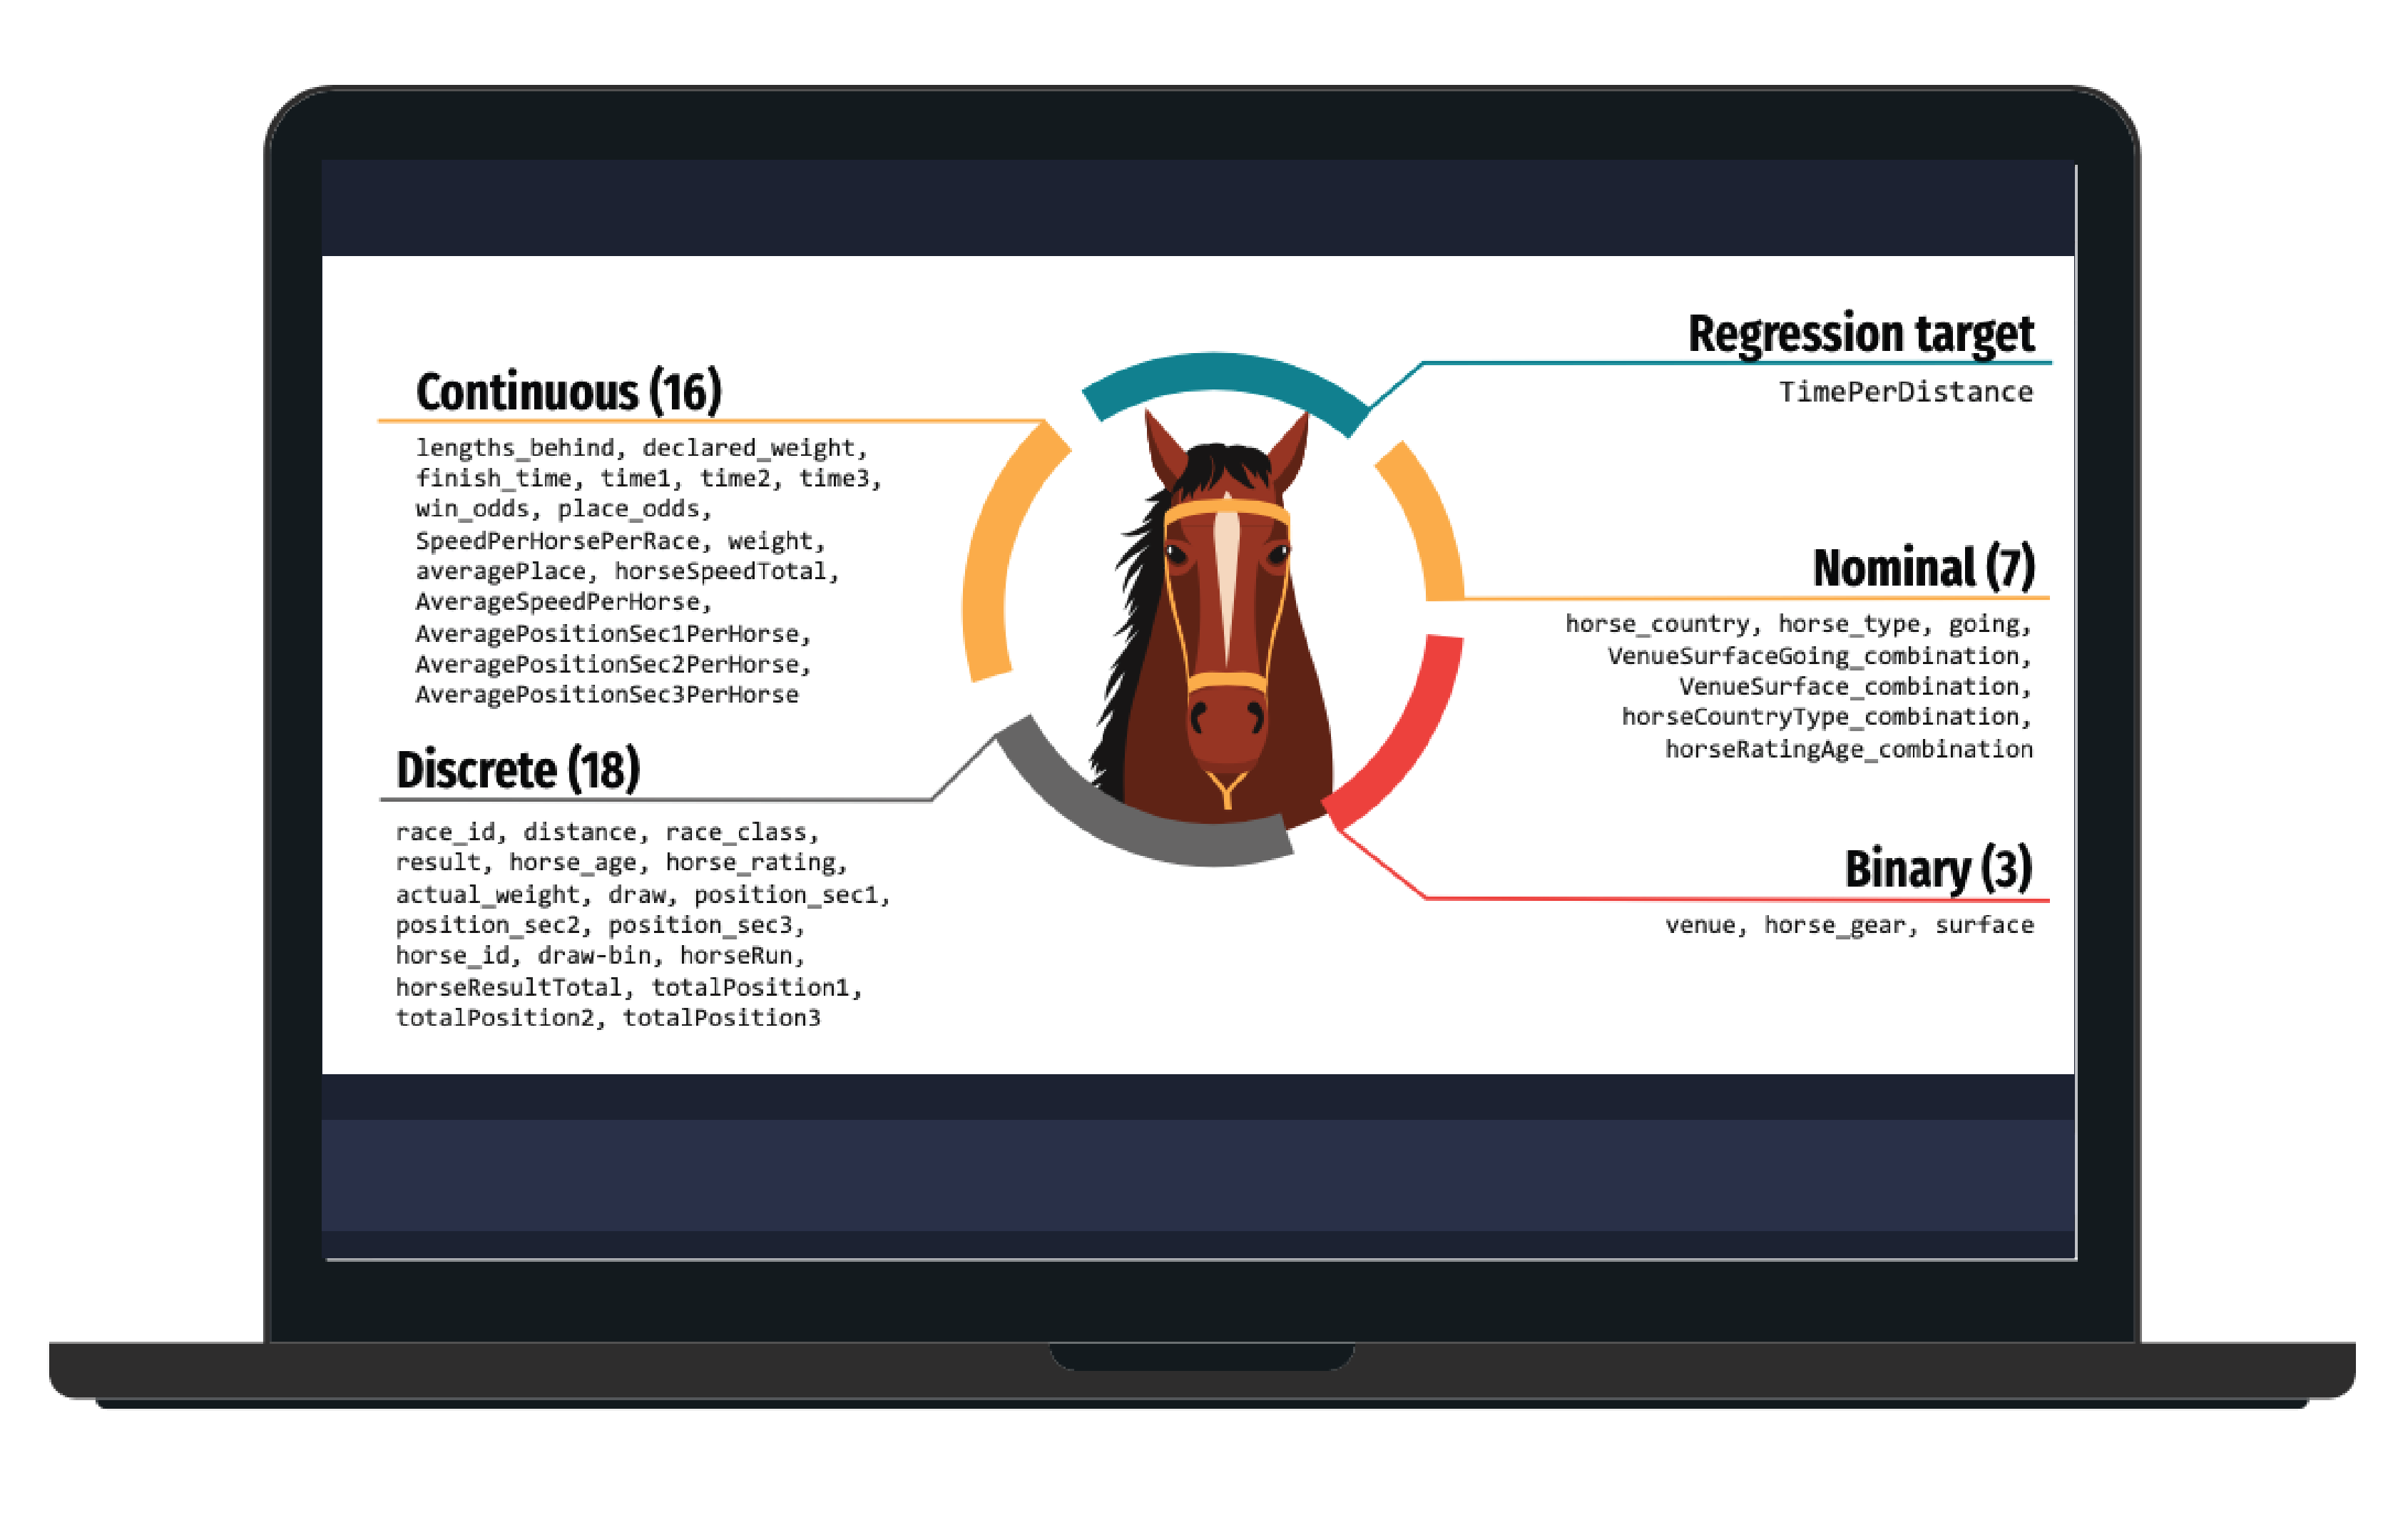 Continuous (16)
lengths_behind, declared_weight,
finish_time, time1, time2, time3,
win_odds, place_odds,
SpeedPerHorsePerRace, weight,
averagePlace, horseSpeedTotal,
AverageSpeedPerHorse,
AveragePositionSec1PerHorse,
AveragePositionSec2PerHorse,
AveragePositionSec3PerHorse
Discrete (18)
race_id, distance, race_class,
result, horse_age, horse_rating,
actual_weight, draw, position_sec1,
position_sec2, position_sec3,
horse_id, draw-bin, horseRun,
horseResultTotal, totalPosition1,
totalPosition2, totalPosition3
Regression target
TimePerDistance
Nominal (7)
horse_country, horse_type, going,
VenueSurfaceGoing_combination,
VenueSurface_combination,
horseCountryType_combination,
horseRatingAge_combination
Binary (3)
venue, horse_gear, surface